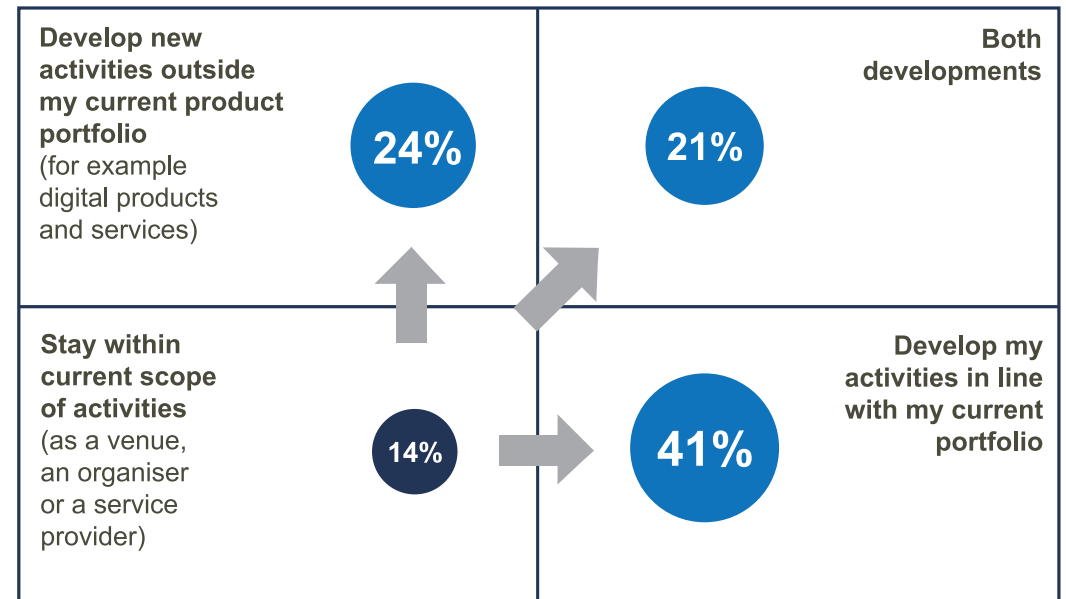 Develop new
activities outside
my current product
portfolio
(for example
digital products
and services)
24%
Both
developments
21%
Stay within
current scope
of activities
(as a venue,
an organiser
or a service
provider)
14%
Develop my
activities in line
with my current
portfolio
41%